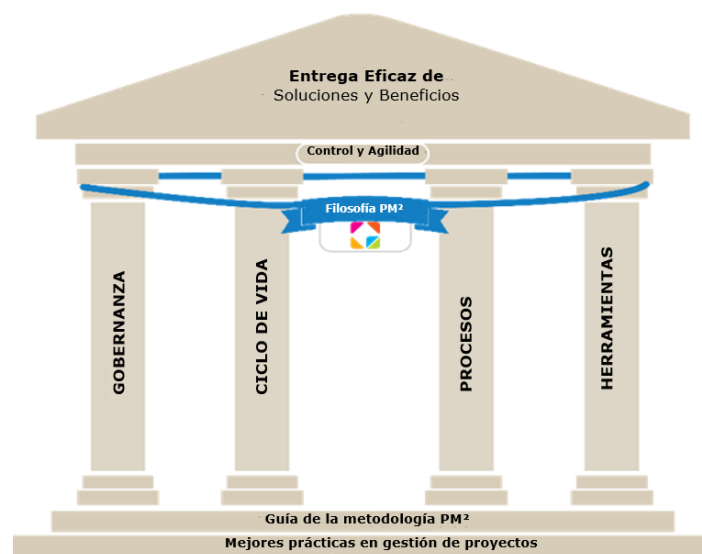 Entrega Eficaz de
Soluciones y Beneficios
Control y Agilidad
Filosofía PM²
GOBERNANZA
CICLO DE VIDA
PROCESOS
HERRAMIENTAS
Guía de la metodología PM²
Mejores prácticas en gestión de proyectos